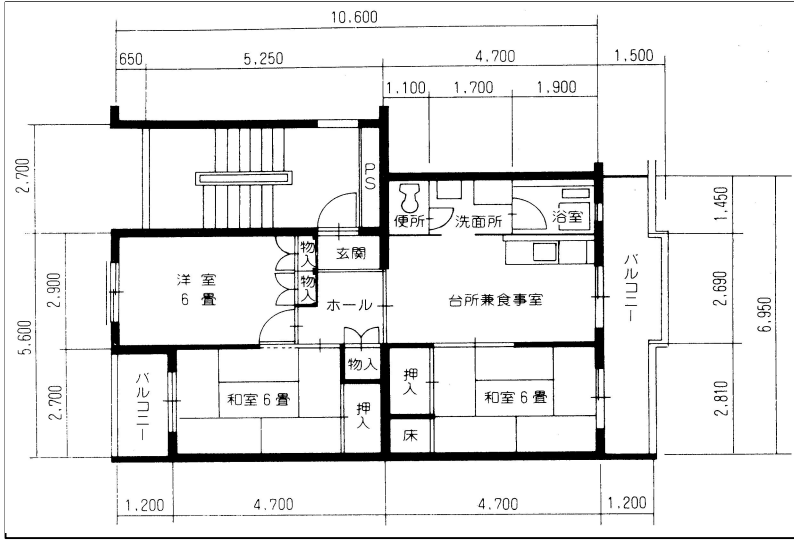 10.600
650
5.250
4.700
1.500
1.100
1.700
1.900
2.700
PS
便所
洗面所
浴室
1.450
物入
玄関
バルコニー
洋室
6畳
物入
ホール
台所兼食事室
2.900
2.690
5.600
6.950
物入
バルコニー
和室6畳
押入
押入
和室6畳
床
2.700
2.810
1.200
4.700
4.700
1.200